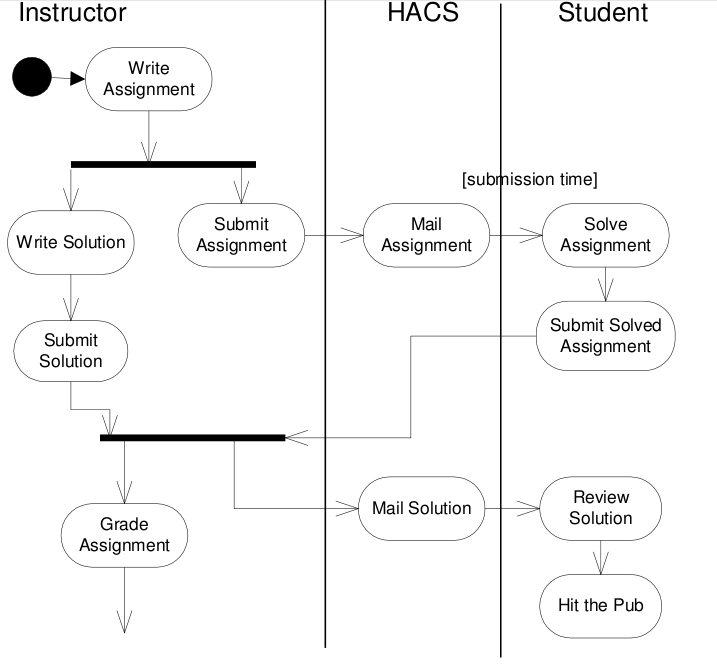 Instructor
HACS
Student
Write
Assignment
[submission time]
Write Solution
Submit
Assignment
Mail
Assignment
Solve
Assignment
Submit
Solution
Submit Solved
Assignment
Grade
Assignment
Mail Solution
Review
Solution
Hit the Pub